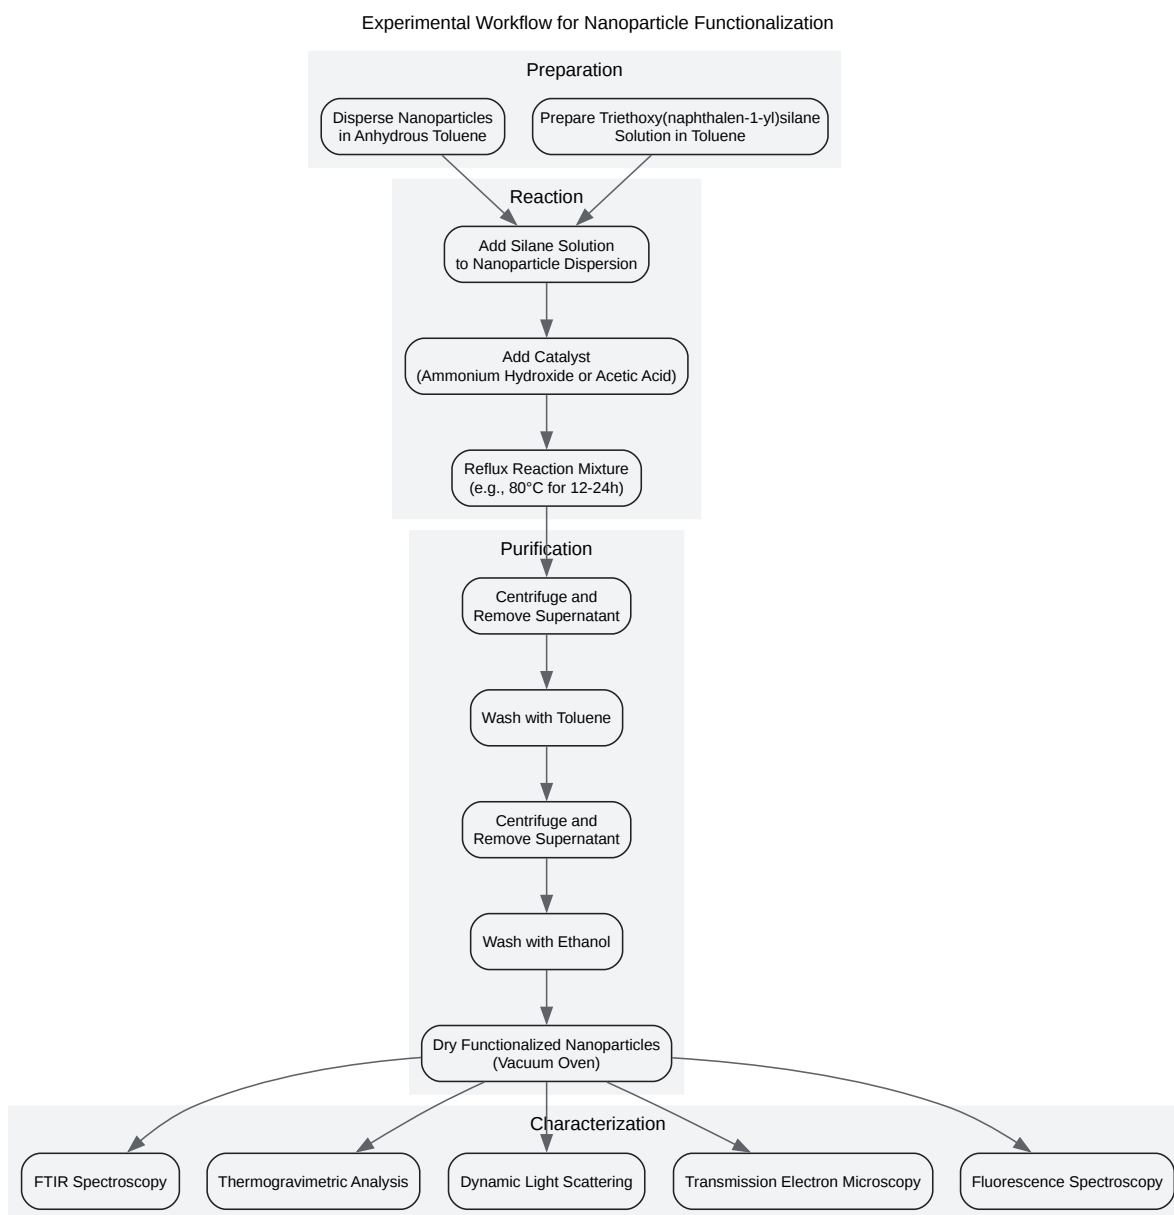 Experimental Workflow for Nanoparticle Functionalization
Preparation
Disperse Nanoparticles
in Anhydrous Toluene
Prepare Triethoxy(naphthalen-1-yl)silane
Solution in Toluene
Reaction
Add Silane Solution
to Nanoparticle Dispersion
Add Catalyst
(Ammonium Hydroxide or Acetic Acid)
Reflux Reaction Mixture
(e.g., 80°C for 12-24h)
Purification
Centrifuge and
Remove Supernatant
Wash with Toluene
Centrifuge and
Remove Supernatant
Wash with Ethanol
Dry Functionalized Nanoparticles
(Vacuum Oven)
Characterization
FTIR Spectroscopy
Thermogravimetric Analysis
Dynamic Light Scattering
Transmission Electron Microscopy
Fluorescence Spectroscopy